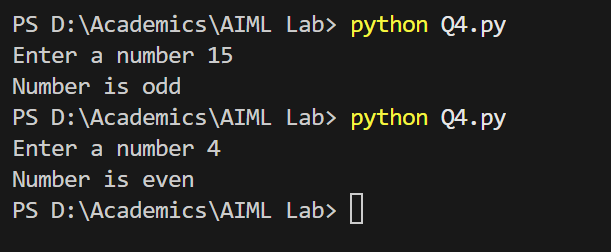 PS D:\Academics\AIML Lab> python Q4.py
Enter a number 15
Number is odd
PS D:\Academics\AIML Lab> python Q4.py
Enter a number 4
Number is even
PS D:\Academics\AIML Lab>